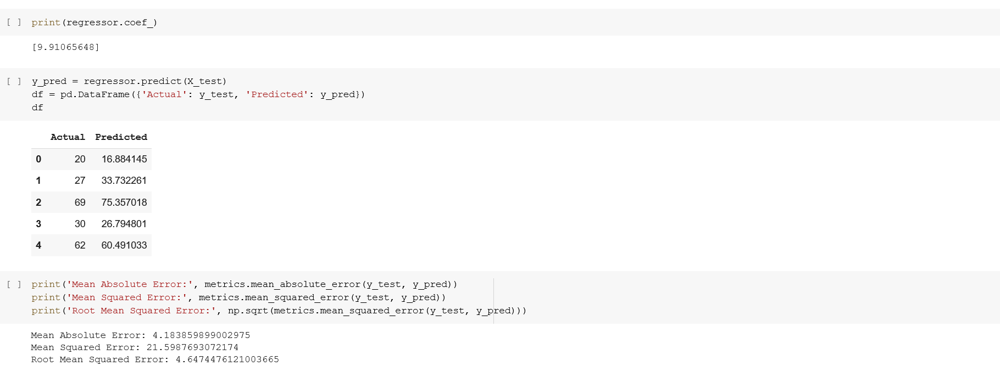 [ ] print(regressor.coef_)
[9.91065648]
[ ] y_pred = regressor.predict(X_test)
df = pd.DataFrame({'Actual': y_test, 'Predicted': y_pred})
df
Actual Predicted
0 20 16.884145
1 27 33.732261
2 69 75.357018
3 30 26.794801
4 62 60.491033
[ ] print('Mean Absolute Error:', metrics.mean_absolute_error(y_test, y_pred))
print('Mean Squared Error:', metrics.mean_squared_error(y_test, y_pred))
print('Root Mean Squared Error:', np.sqrt(metrics.mean_squared_error(y_test, y_pred)))
Mean Absolute Error: 4.183859899002975
Mean Squared Error: 21.5987693072174
Root Mean Squared Error: 4.6474476121003665